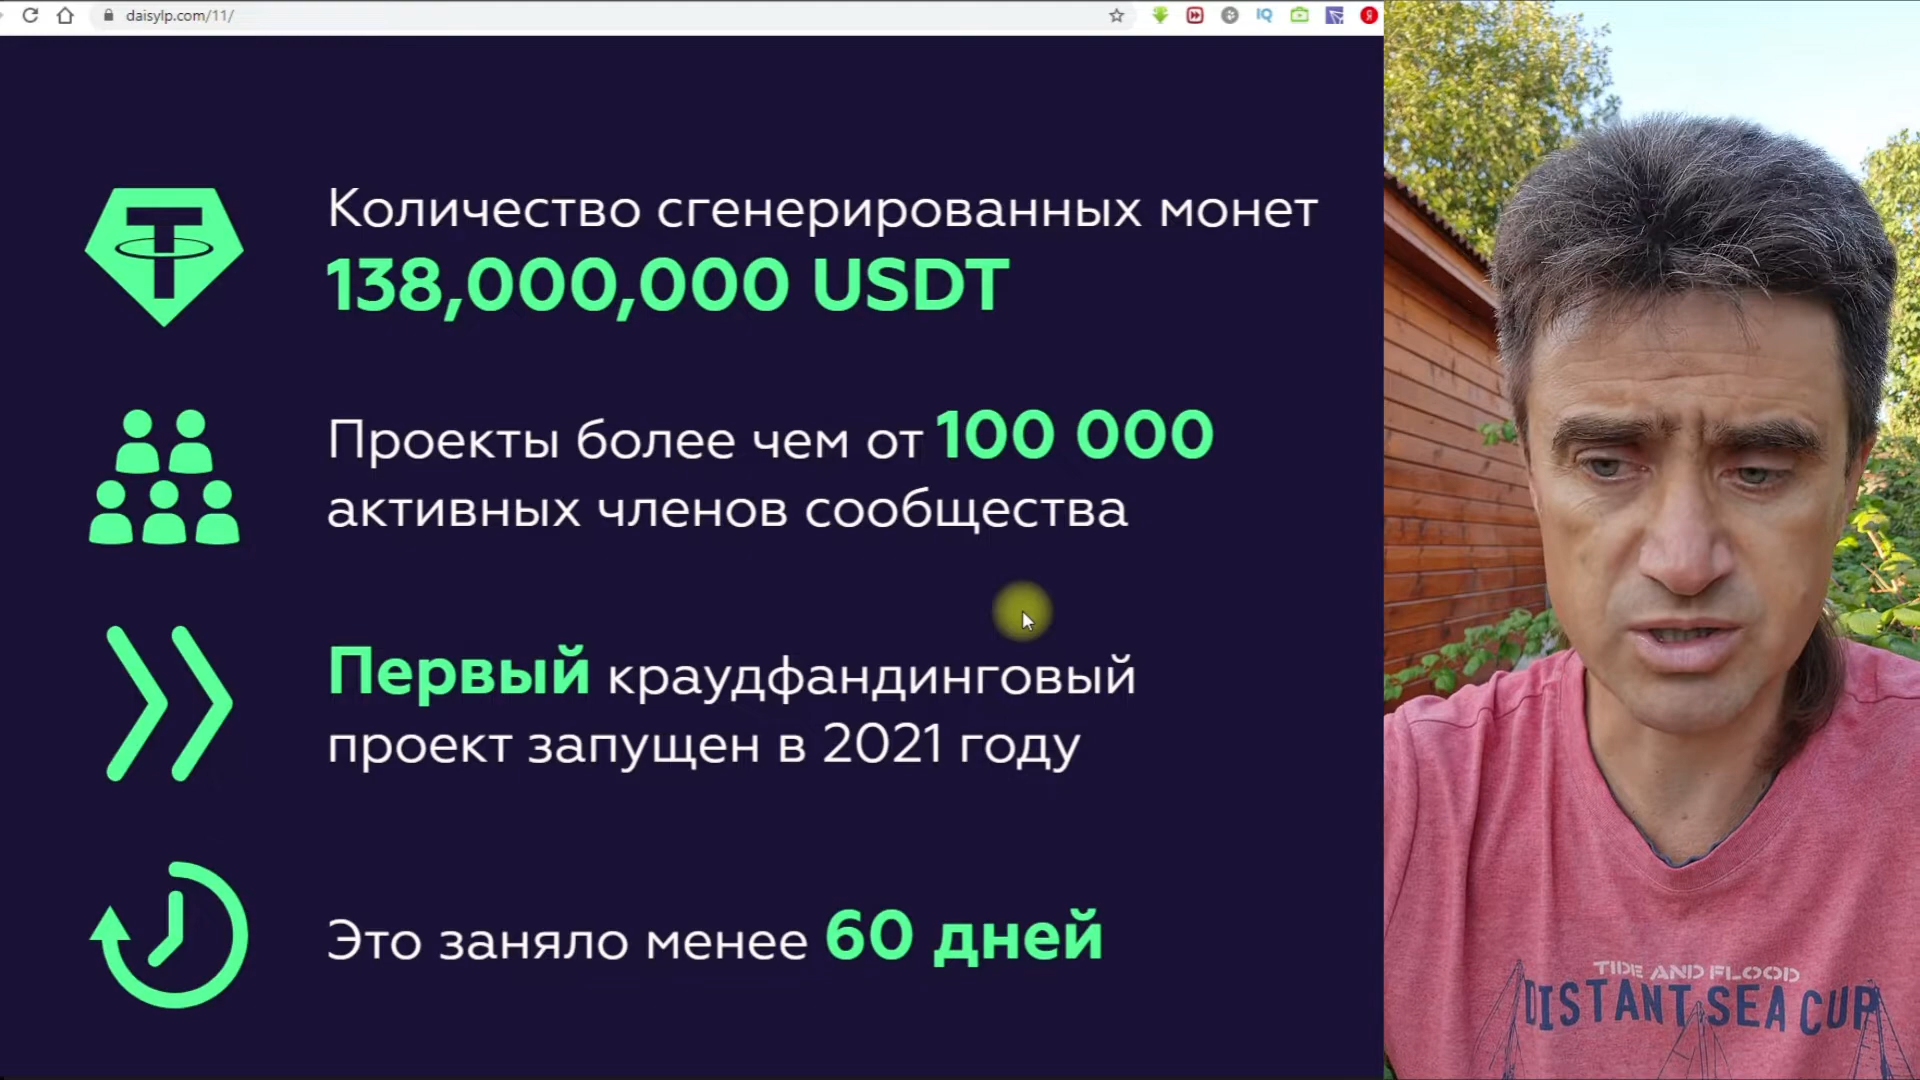 daisylp.com/11/
IQ
Я
T
Количество сгенерированных монет
138,000,000 USDT
Проекты более чем от 100 000
активных членов сообщества
Первый краудфандинговый
проект запущен в 2021 году
Это заняло менее 60 дней
TIDE AND FLOOD
DISTANT SEA CUP